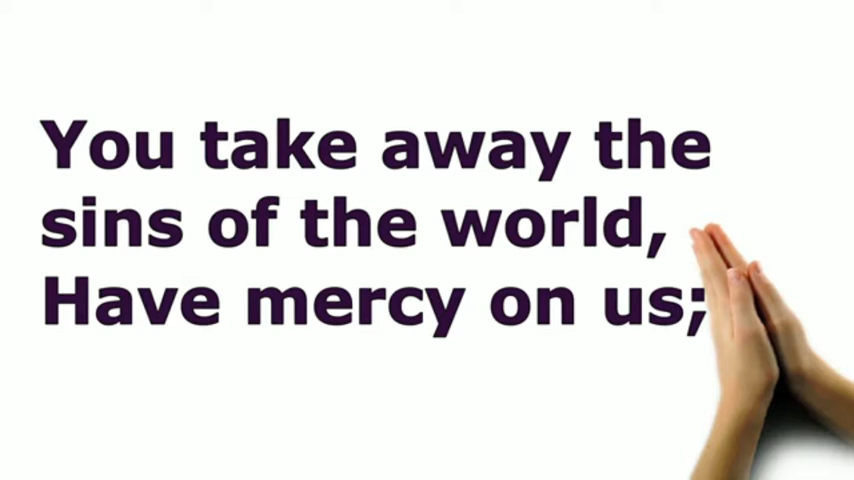 You take away the
sins of the world,
Have mercy on us;